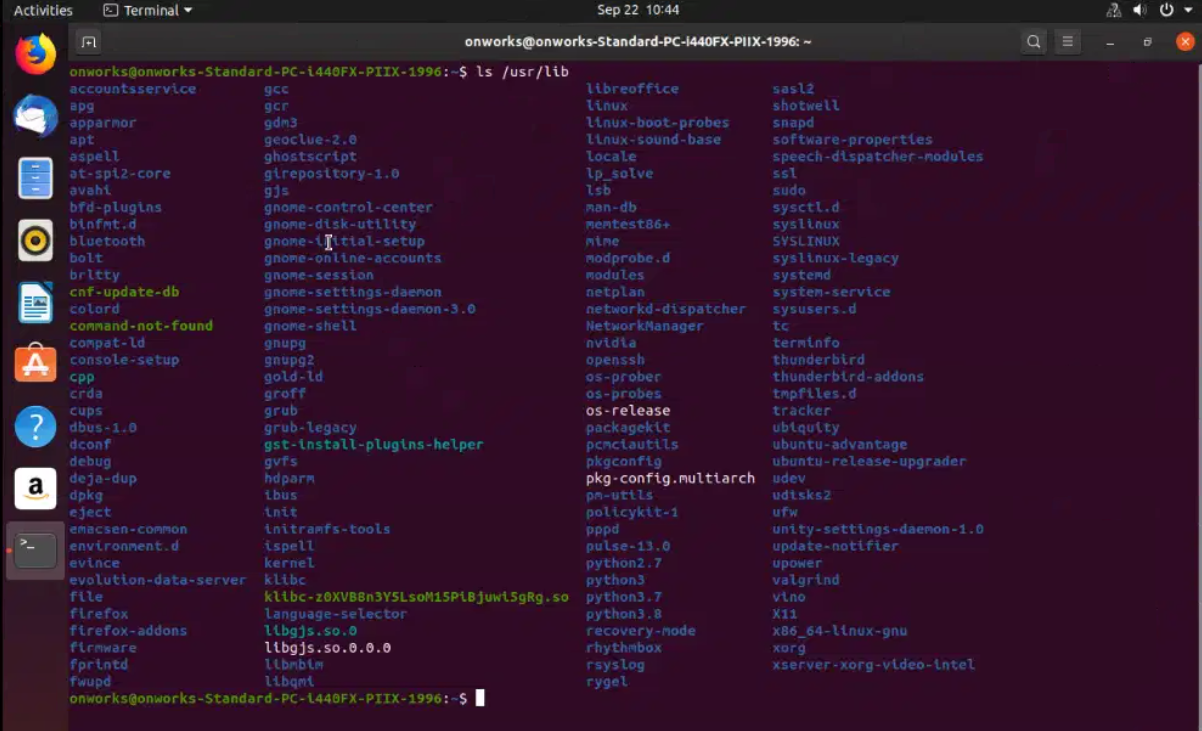 Activities Terminal Sep 22 10:44
onworks@onworks-Standard-PC-i440FX-PIIX-1996: ~
onworks@onworks-Standard-PC-i440FX-PIIX-1996:~$ ls /usr/lib
accountsservice gcc libreoffice sasl2
apg gcr linux shotwell
apparmor gdm3 linux-boot-probes snapd
apt geoclue-2.0 linux-sound-base software-properties
aspell ghostscript locale speech-dispatcher-modules
at-spi2-core girepository-1.0 lp_solve ssl
avahi gjs lsb sudo
bfd-plugins gnome-control-center man-db sysctl.d
binfmt.d gnome-disk-utility memtest86+ syslinux
bluetooth gnome-initial-setup mime SYSLINUX
bolt gnome-online-accounts modprobe.d syslinux-legacy
brltty gnome-session modules systemd
cnf-update-db gnome-settings-daemon netplan system-service
colord gnome-settings-daemon-3.0 networkd-dispatcher sysusers.d
command-not-found gnome-shell NetworkManager tc
compat-ld gnupg nvidia terminfo
console-setup gnupg2 openssh thunderbird
cpp gold-ld os-prober thunderbird-addons
crda groff os-probes tmpfiles.d
cups grub os-release tracker
dbus-1.0 grub-legacy packagekit ubiquity
dconf gst-install-plugins-helper pcmciautils ubuntu-advantage
debug gvfs pkgconfig ubuntu-release-upgrader
deja-dup hdparm pkg-config.multiarch udev
dpkg ibus pm-utils udisks2
eject init policykit-1 ufw
emacsen-common initramfs-tools pppd unity-settings-daemon-1.0
environment.d ispell pulse-13.0 update-notifier
evince kernel python2.7 upower
evolution-data-server klibc python3 valgrind
file klibc-z0XVB8n3Y5LsoM15PiBjuwi5gRg.so python3.7 vino
firefox language-selector python3.8 X11
firefox-addons libgjs.so.0 recovery-mode x86_64-linux-gnu
firmware libgjs.so.0.0.0 rhythmbox xorg
fprintd libmbim rsyslog xserver-xorg-video-intel
fwupd libqmi rygel
onworks@onworks-Standard-PC-i440FX-PIIX-1996:~$